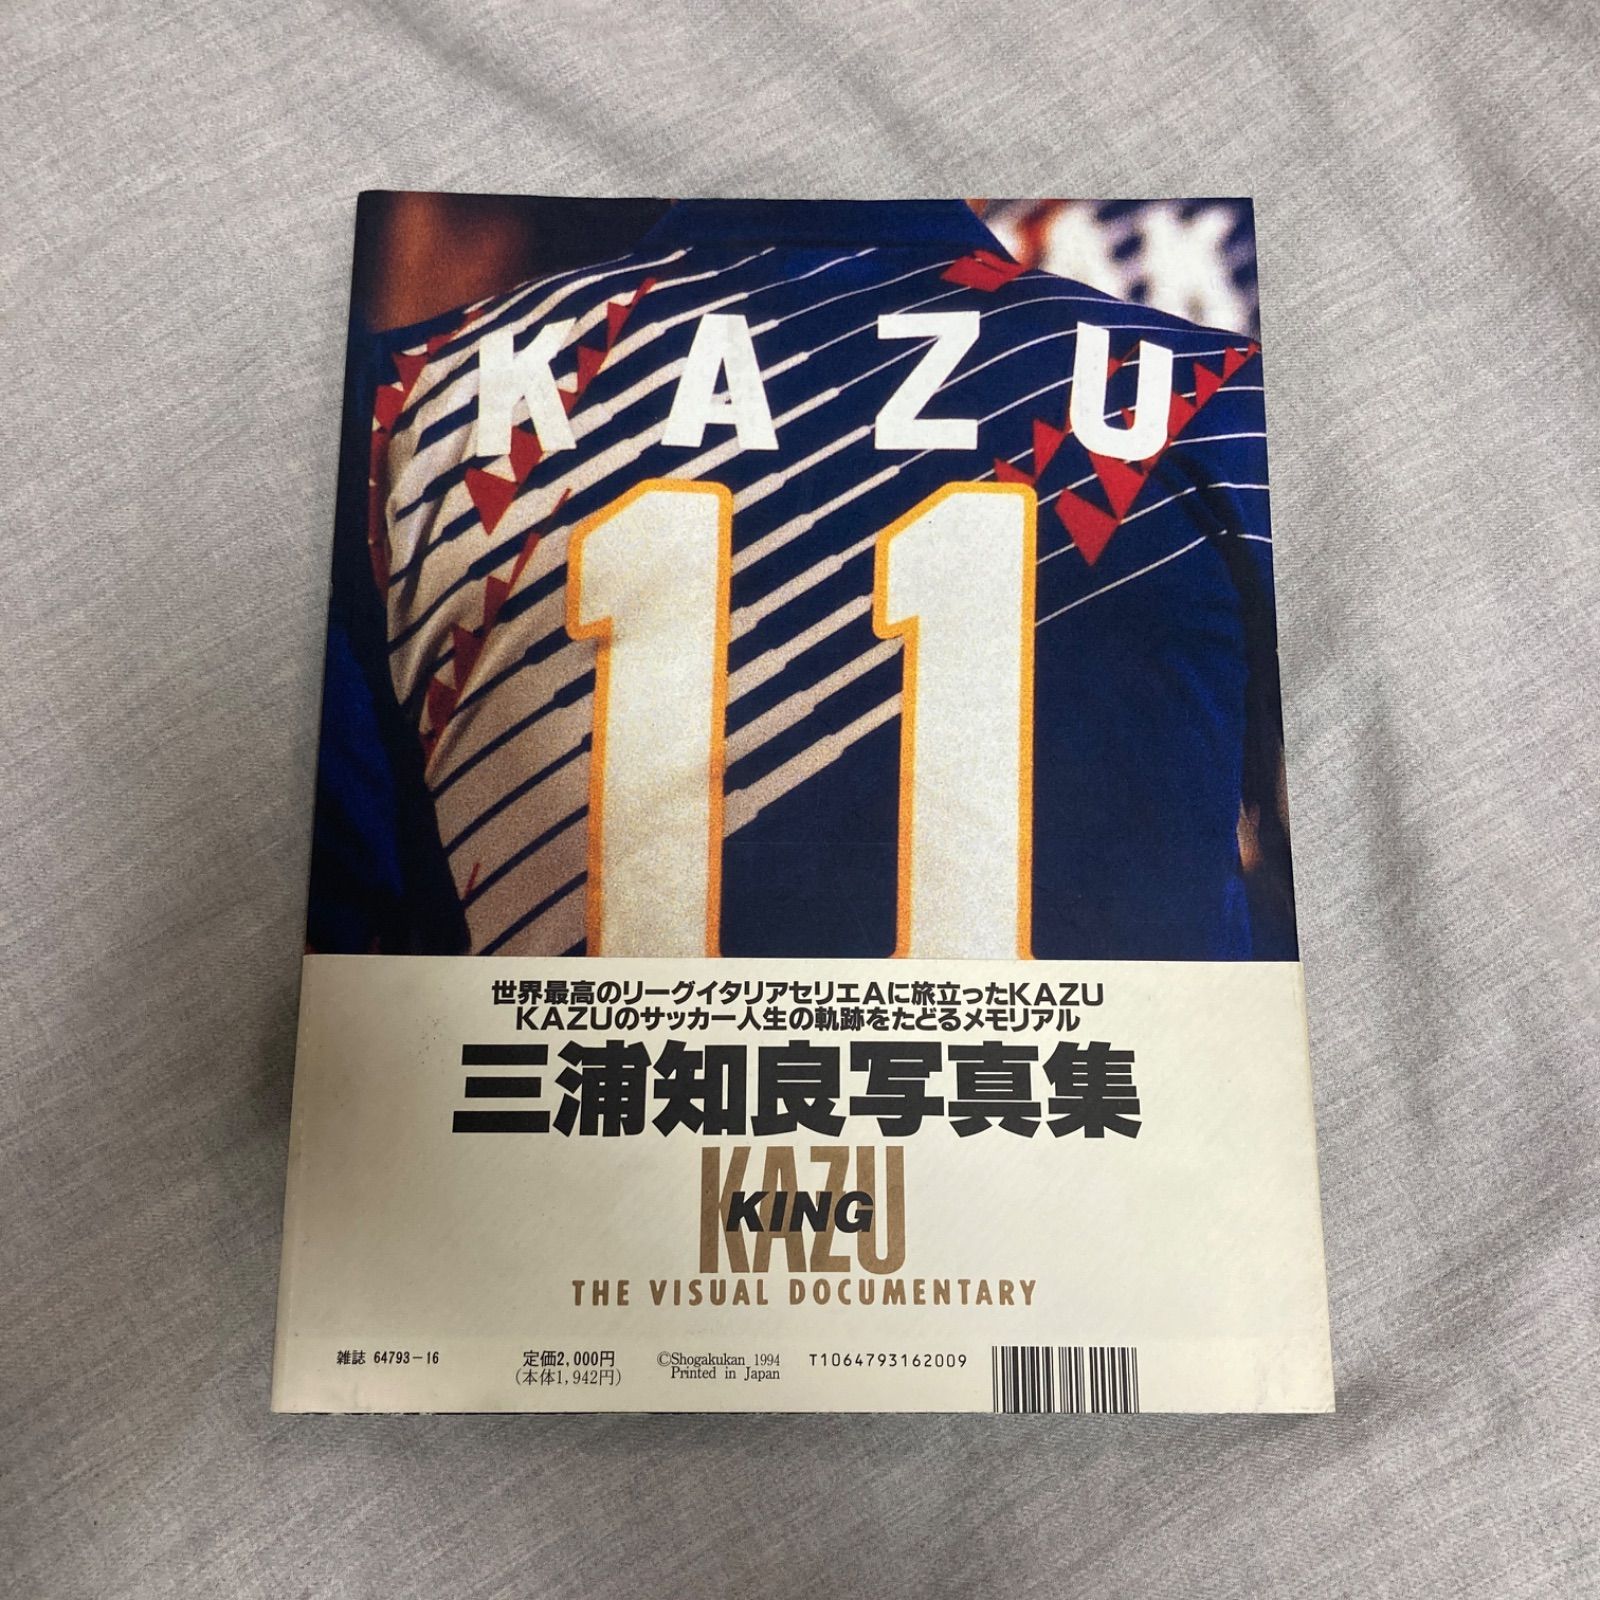 KAZU
11
世界最高のリーグイタリアセリエAに旅立ったKAZU
KAZUのサッカー人生の軌跡をたどるメモリアル
三浦知良写真集
KAZU
KING
THE VISUAL DOCUMENTARY
雑誌 64793-16
定価2,000円
(本体1,942円)
©Shogakukan 1994
Printed in Japan
T1064793162009